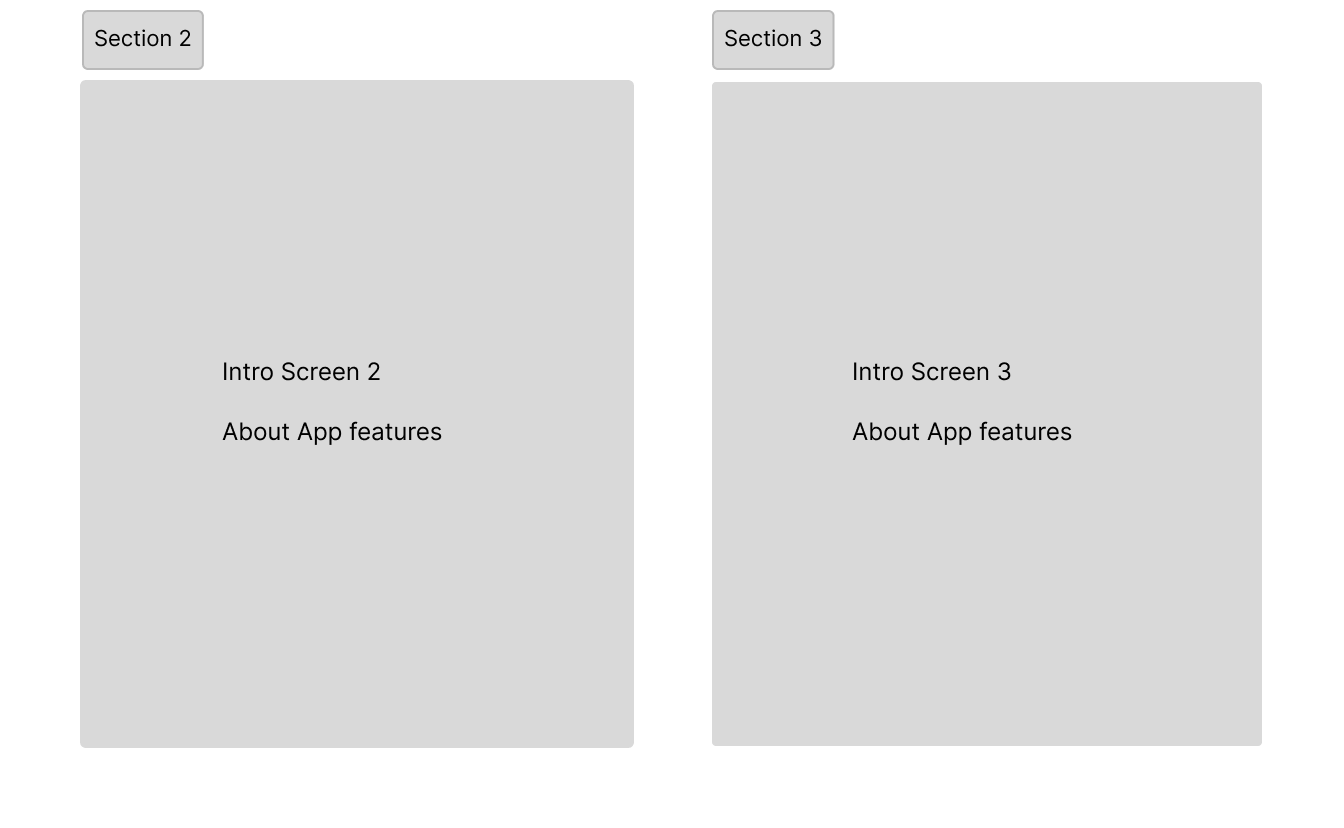 Section 2
Intro Screen 2
About App features
Section 3
Intro Screen 3
About App features